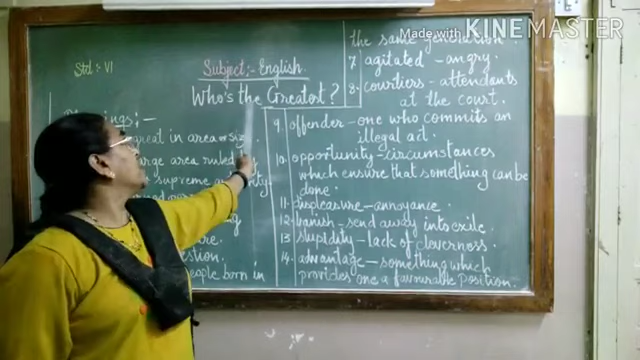 Made with KINEMASTER
Std :- VI
Subject :- English
Who's the Greatest ?
Meanings :-
great in area or size.
large area ruled by
supreme authority
people born in
the same generation.
7. agitated - angry.
8. courtiers - attendants
at the court.
9. offender - one who commits an
illegal act.
10. opportunity - circumstances
which ensure that something can be
done.
11. displeasure - annoyance.
12. banish - send away into exile.
13 stupidity - lack of cleverness.
14. advantage - something which
provides one a favourable position.